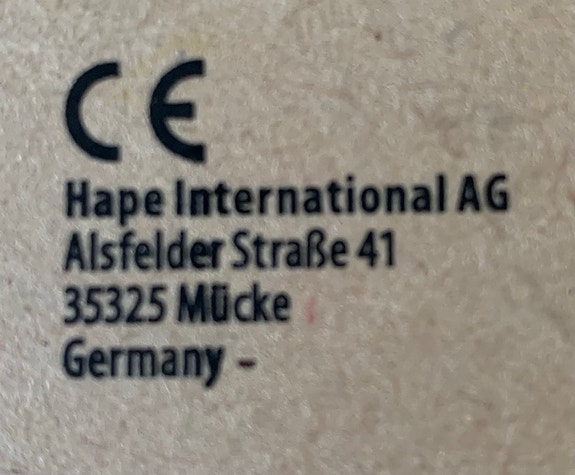 CE
Hape International AG
Alsfelder Straße 41
35325 Mücke
Germany -